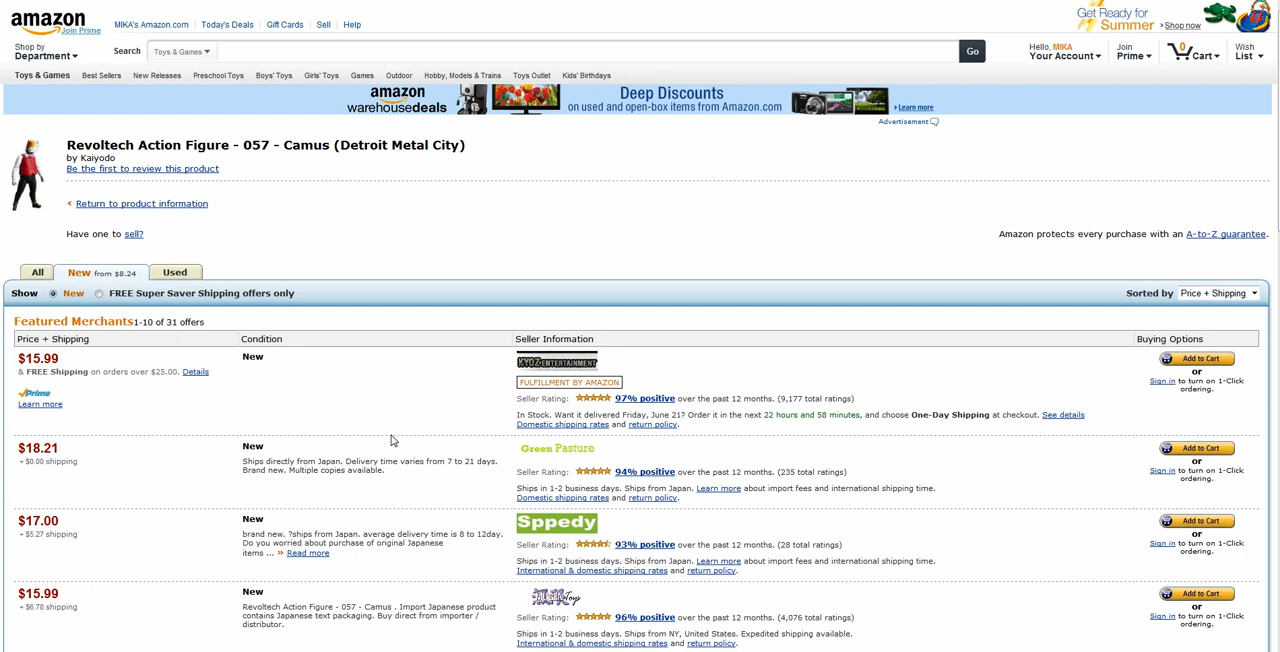 amazon
Join Prime
MIKA's Amazon.com Today's Deals Gift Cards Sell Help
Get Ready for
Summer Shop now
Shop by
Department
Search Toys & Games Go
Hello, MIKA
Your Account
Join
Prime
0
Cart
Wish
List
Toys & Games Best Sellers New Releases Preschool Toys Boys' Toys Girls' Toys Games Outdoor Hobby, Models & Trains Toys Outlet Kids' Birthdays
amazon
warehousedeals
Deep Discounts
on used and open-box items from Amazon.com
Learn more
Advertisement
Revoltech Action Figure - 057 - Camus (Detroit Metal City)
by Kaiyodo
Be the first to review this product
Return to product information
Have one to sell?
Amazon protects every purchase with an A-to-Z guarantee.
All New from $8.24 Used
Show New FREE Super Saver Shipping offers only
Sorted by Price + Shipping
Featured Merchants 1-10 of 31 offers
Price + Shipping Condition Seller Information Buying Options
$15.99
& FREE Shipping on orders over $25.00. Details
Prime
Learn more
New
KYOZ ENTERTAINMENT
FULFILLMENT BY AMAZON
Seller Rating: 97% positive over the past 12 months. (9,177 total ratings)
In Stock. Want it delivered Friday, June 21? Order it in the next 22 hours and 58 minutes, and choose One-Day Shipping at checkout. See details
Domestic shipping rates and return policy.
Add to Cart
or
Sign in to turn on 1-Click
ordering.
$18.21
+ $0.00 shipping
New
Ships directly from Japan. Delivery time varies from 7 to 21 days.
Brand new. Multiple copies available.
Green Pasture
Seller Rating: 94% positive over the past 12 months. (235 total ratings)
Ships in 1-2 business days. Ships from Japan. Learn more about import fees and international shipping time.
Domestic shipping rates and return policy.
Add to Cart
or
Sign in to turn on 1-Click
ordering.
$17.00
+ $5.27 shipping
New
brand new. ?ships from Japan. average delivery time is 8 to 12day.
Do you worried about purchase of original Japanese
items ... » Read more
Sppedy
Seller Rating: 93% positive over the past 12 months. (28 total ratings)
Ships in 1-2 business days. Ships from Japan. Learn more about import fees and international shipping time.
International & domestic shipping rates and return policy.
Add to Cart
or
Sign in to turn on 1-Click
ordering.
$15.99
+ $6.78 shipping
New
Revoltech Action Figure - 057 - Camus . Import Japanese product
contains Japanese text packaging. Buy direct from importer /
distributor.
Seller Rating: 96% positive over the past 12 months. (4,076 total ratings)
Ships in 1-2 business days. Ships from NY, United States. Expedited shipping available.
International & domestic shipping rates and return policy.
Add to Cart
or
Sign in to turn on 1-Click
ordering.